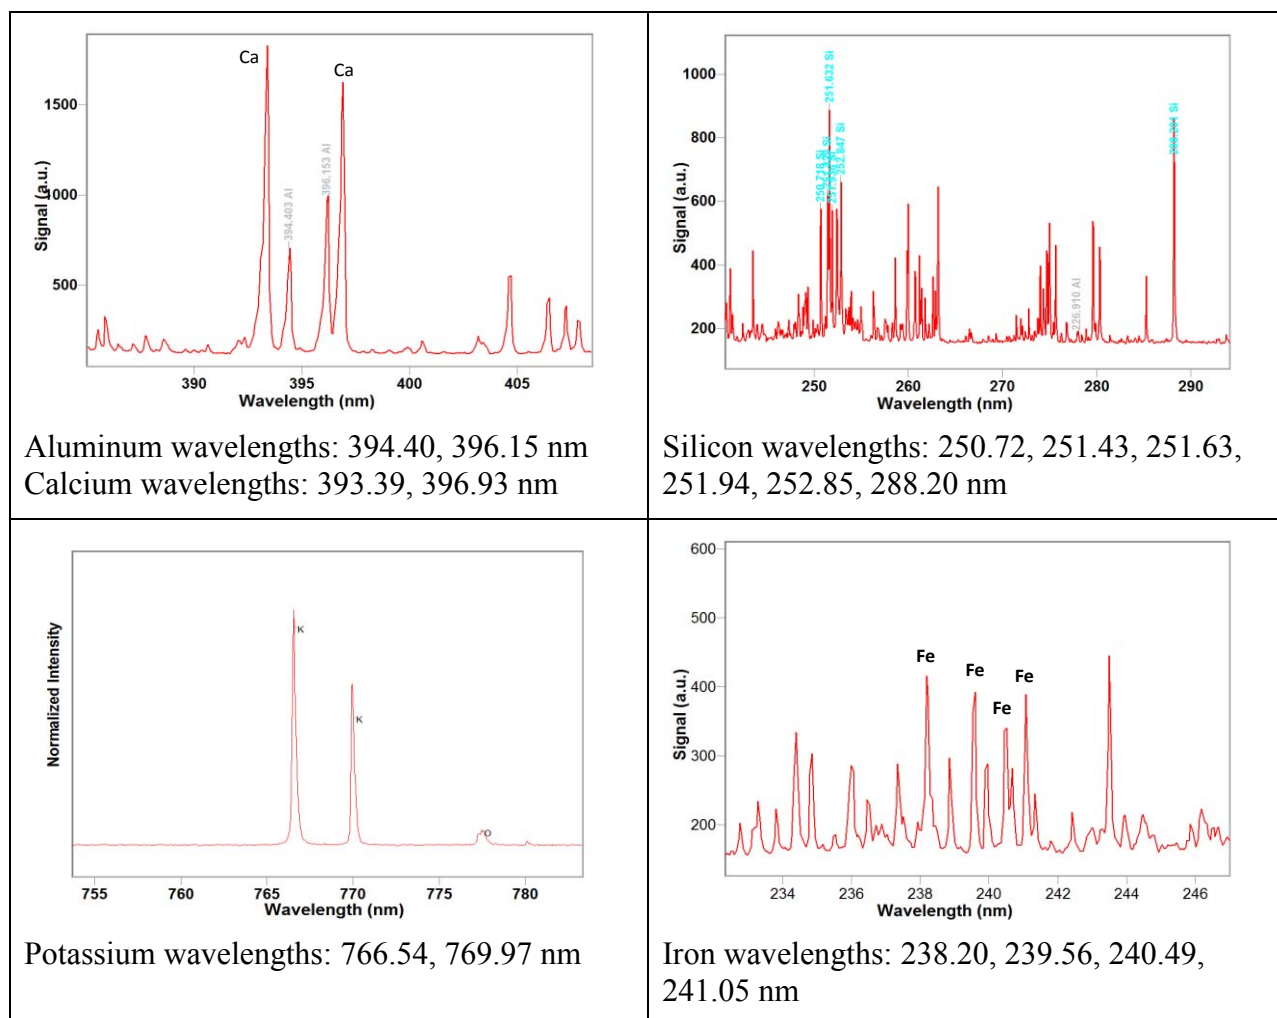 Ca
Ca
394.403 Al
396.153 Al
1500
1000
500
Signal (a.u.)
390
395
400
405
Wavelength (nm)
Aluminum wavelengths: 394.40, 396.15 nm
Calcium wavelengths: 393.39, 396.93 nm
250.718 Si
251.632 Si
252.847 Si
226.910 Al
1000
800
600
400
200
Signal (a.u.)
250
260
270
280
290
Wavelength (nm)
Silicon wavelengths: 250.72, 251.43, 251.63,
251.94, 252.85, 288.20 nm
K
K
O
Normalized Intensity
755
760
765
770
775
780
Wavelength (nm)
Potassium wavelengths: 766.54, 769.97 nm
Fe
Fe
Fe
Fe
600
500
400
300
200
Signal (a.u.)
234
236
238
240
242
244
246
Wavelength (nm)
Iron wavelengths: 238.20, 239.56, 240.49,
241.05 nm